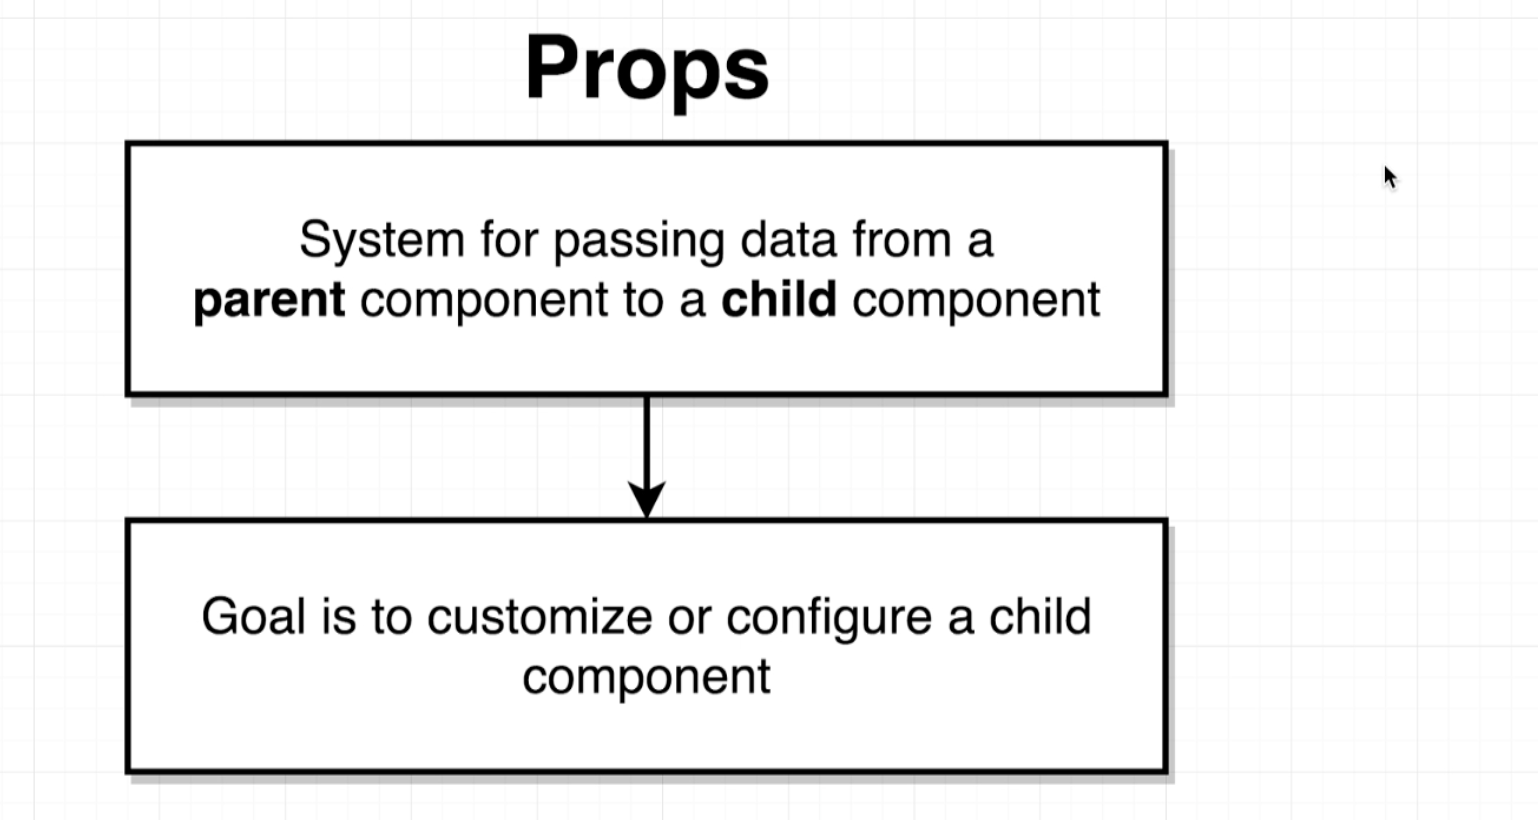 Props
System for passing data from a
parent component to a child component
Goal is to customize or configure a child
component